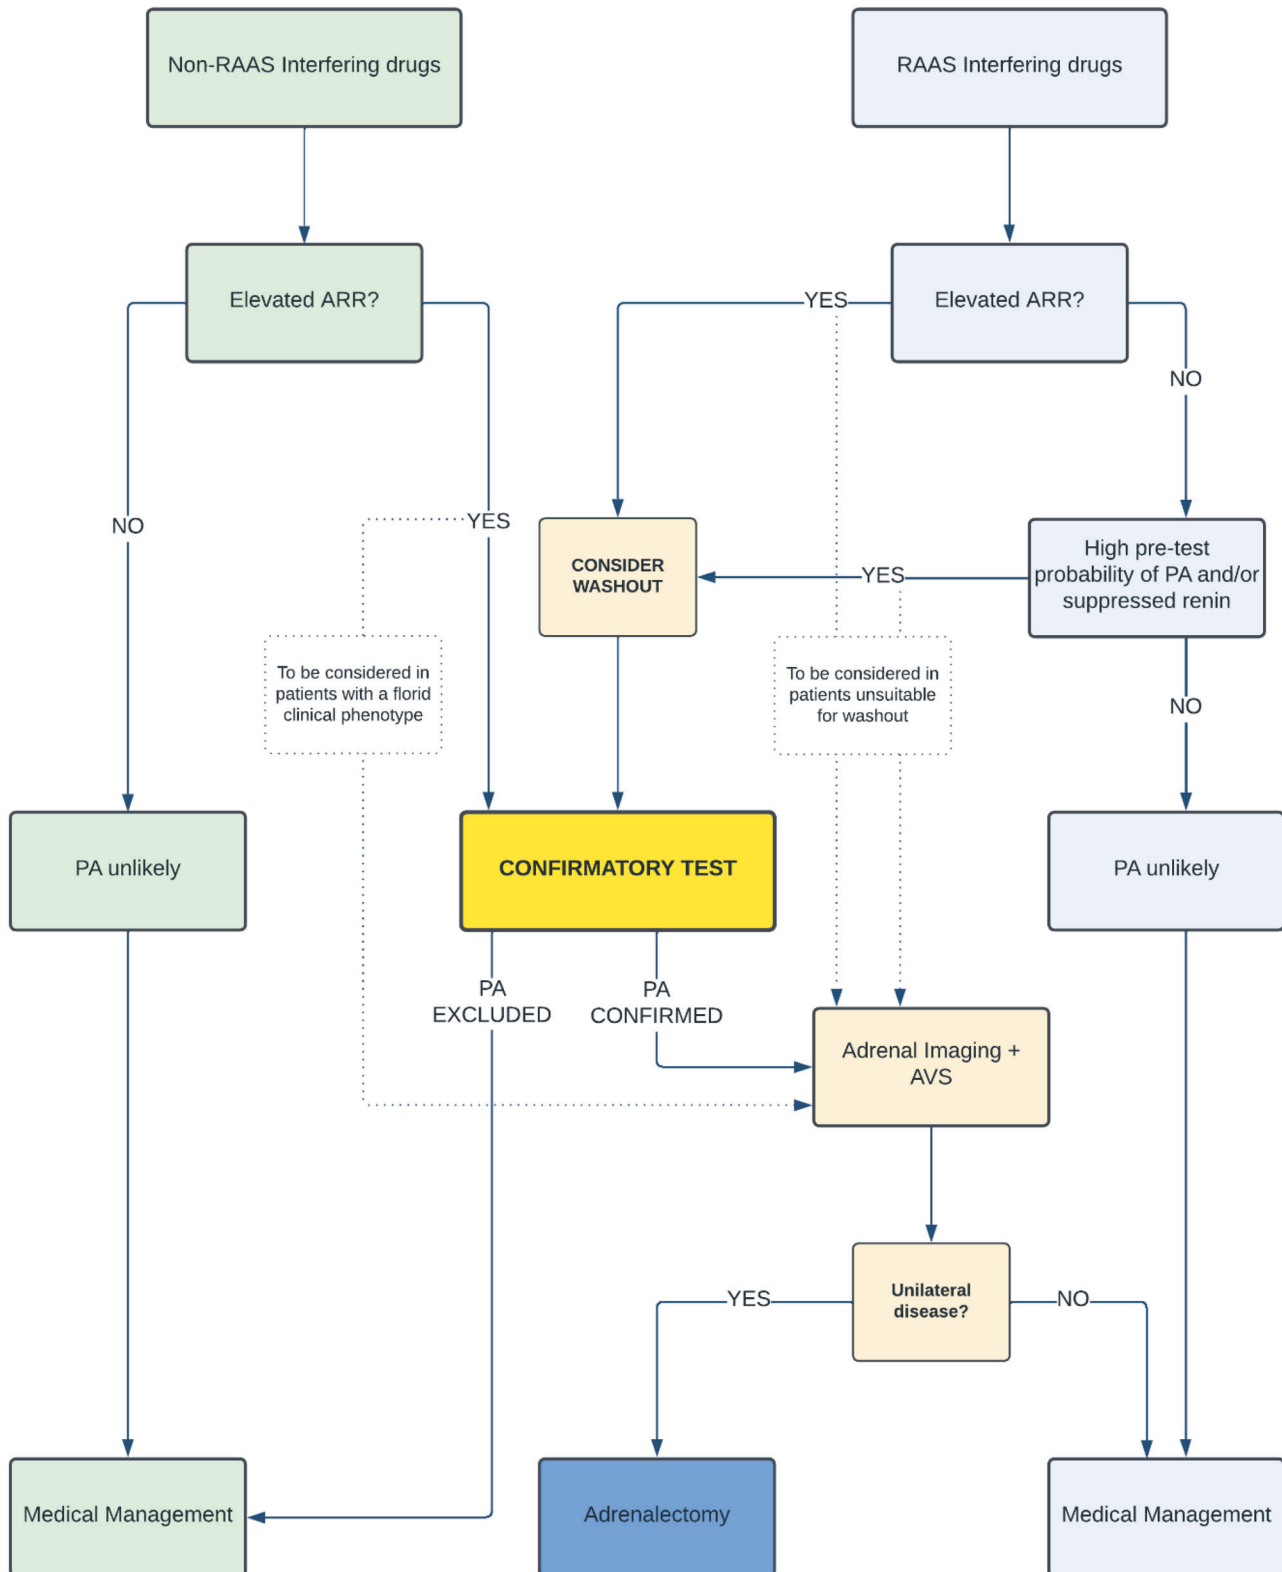 Non-RAAS Interfering drugs
RAAS Interfering drugs
Elevated ARR?
Elevated ARR?
YES
NO
NO
YES
CONSIDER
WASHOUT
YES
High pre-test
probability of PA and/or
suppressed renin
To be considered in
patients with a florid
clinical phenotype
To be considered in
patients unsuitable
for washout
NO
PA unlikely
CONFIRMATORY TEST
PA unlikely
PA
EXCLUDED
PA
CONFIRMED
Adrenal Imaging +
AVS
YES
Unilateral
disease?
NO
Medical Management
Adrenalectomy
Medical Management